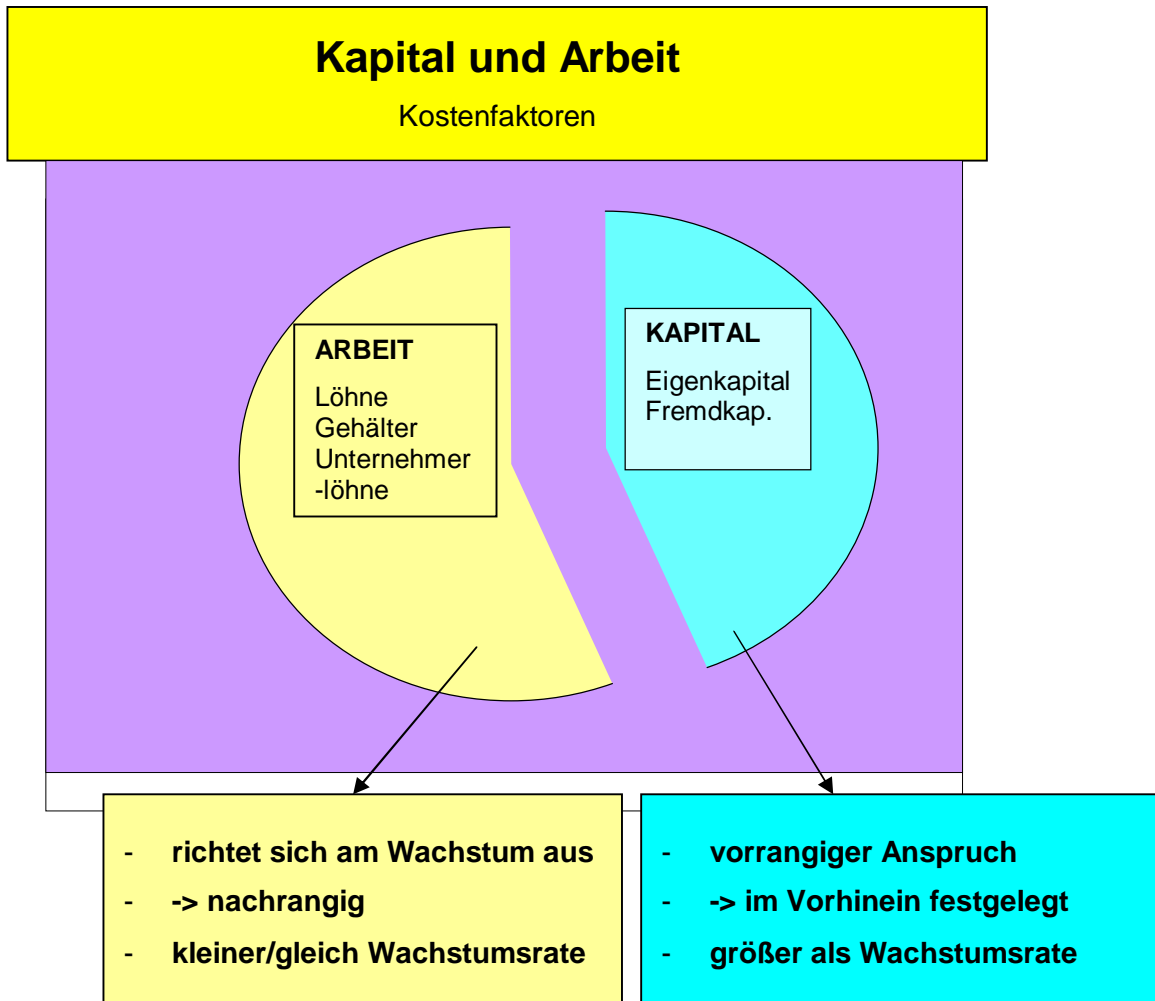 Kapital und Arbeit
Kostenfaktoren
ARBEIT
Löhne
Gehälter
Unternehmer
-löhne
KAPITAL
Eigenkapital
Fremdkap.
- richtet sich am Wachstum aus
- -> nachrangig
- kleiner/gleich Wachstumsrate
- vorrangiger Anspruch
- -> im Vorhinein festgelegt
- größer als Wachstumsrate